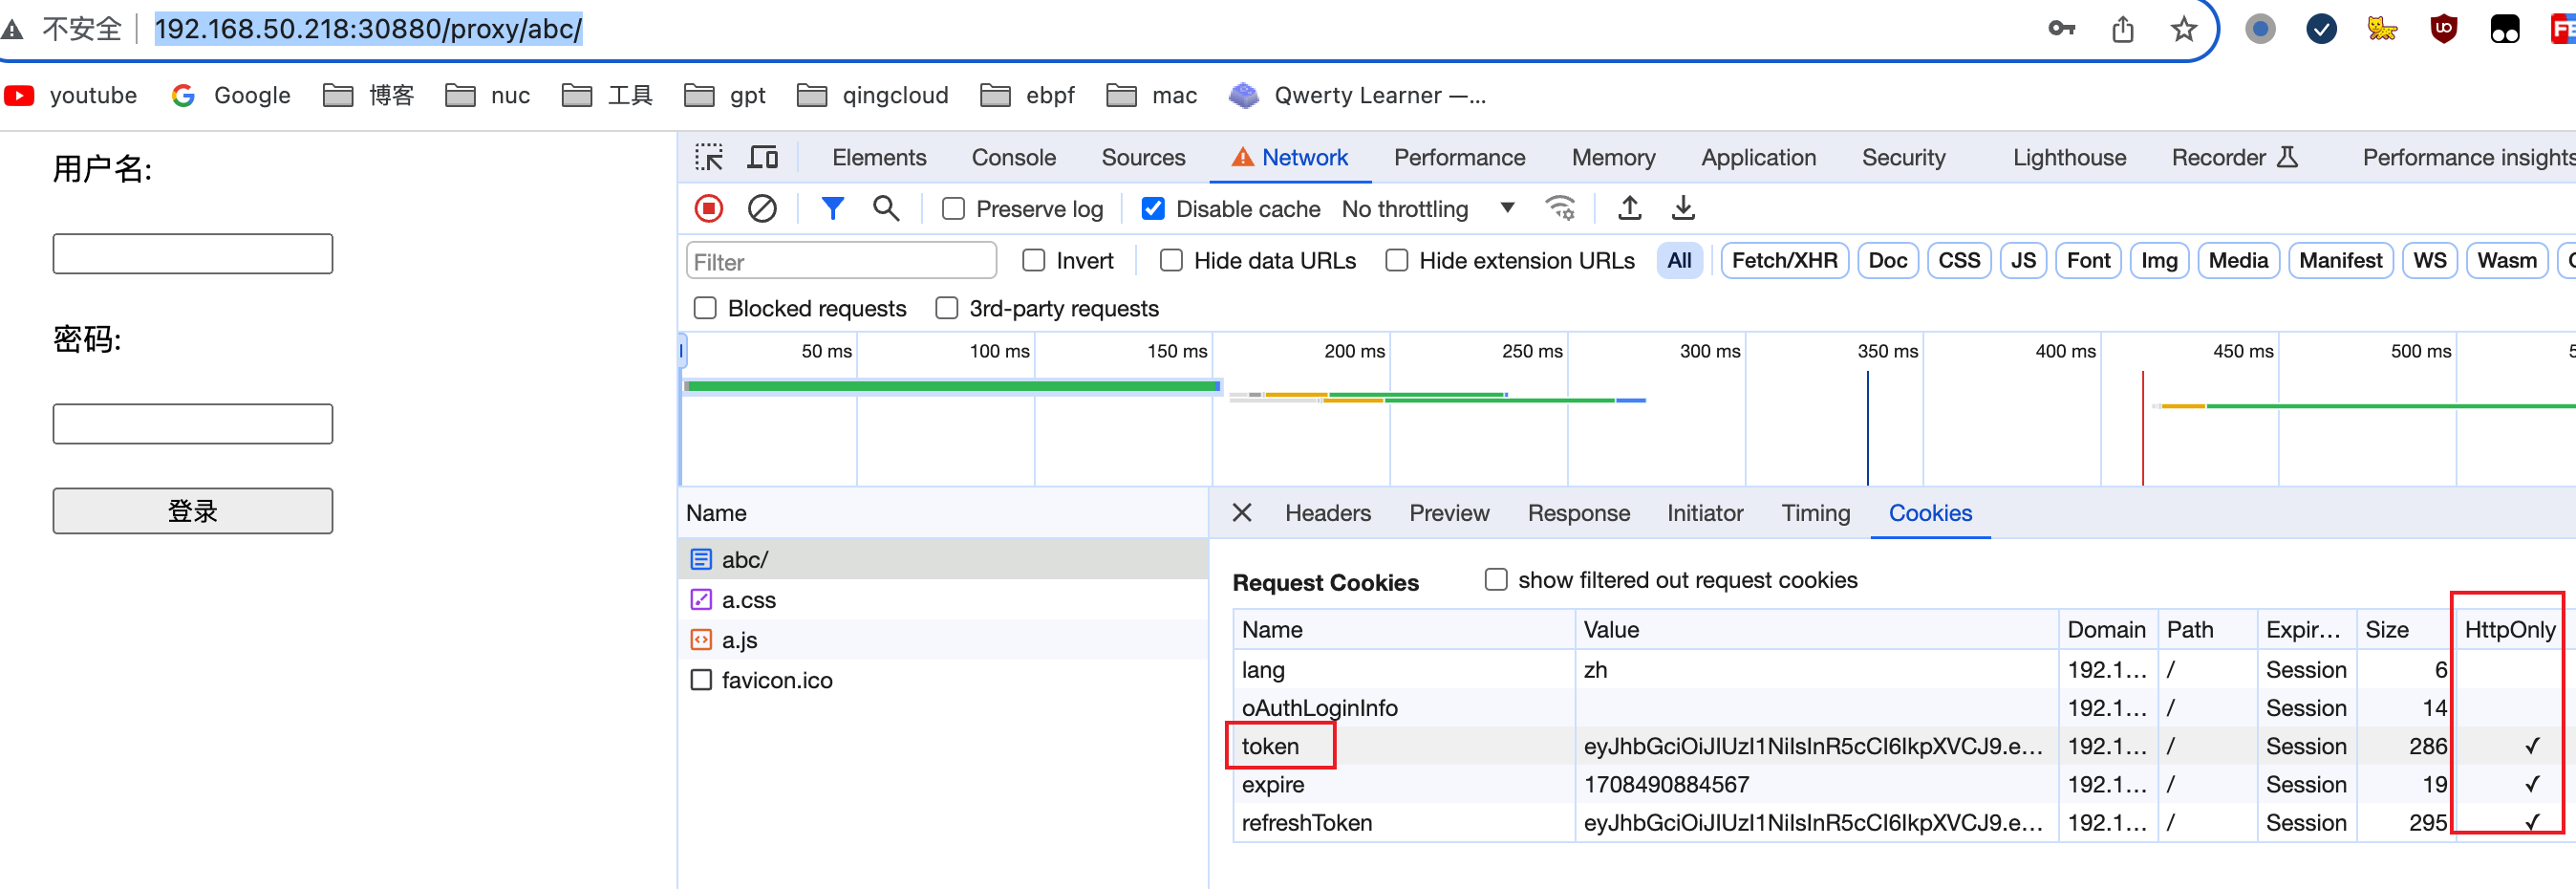 不安全 192.168.50.218:30880/proxy/abc/
youtube Google 博客 nuc 工具 gpt qingcloud ebpf mac Qwerty Learner —...
用户名:
密码:
登录
Elements Console Sources Network Performance Memory Application Security Lighthouse Recorder Performance insights
Preserve log Disable cache No throttling
Filter Invert Hide data URLs Hide extension URLs All Fetch/XHR Doc CSS JS Font Img Media Manifest WS Wasm
Blocked requests 3rd-party requests
50 ms 100 ms 150 ms 200 ms 250 ms 300 ms 350 ms 400 ms 450 ms 500 ms
Name
abc/
a.css
a.js
favicon.ico
Headers Preview Response Initiator Timing Cookies
Request Cookies show filtered out request cookies
Name Value Domain Path Expir... Size HttpOnly
lang zh 192.1... / Session 6
oAuthLoginInfo 192.1... / Session 14
token eyJhbGciOiJIUzI1NiIsInR5cCI6IkpXVCJ9.e... 192.1... / Session 286 ✓
expire 1708490884567 192.1... / Session 19 ✓
refreshToken eyJhbGciOiJIUzI1NiIsInR5cCI6IkpXVCJ9.e... 192.1... / Session 295 ✓